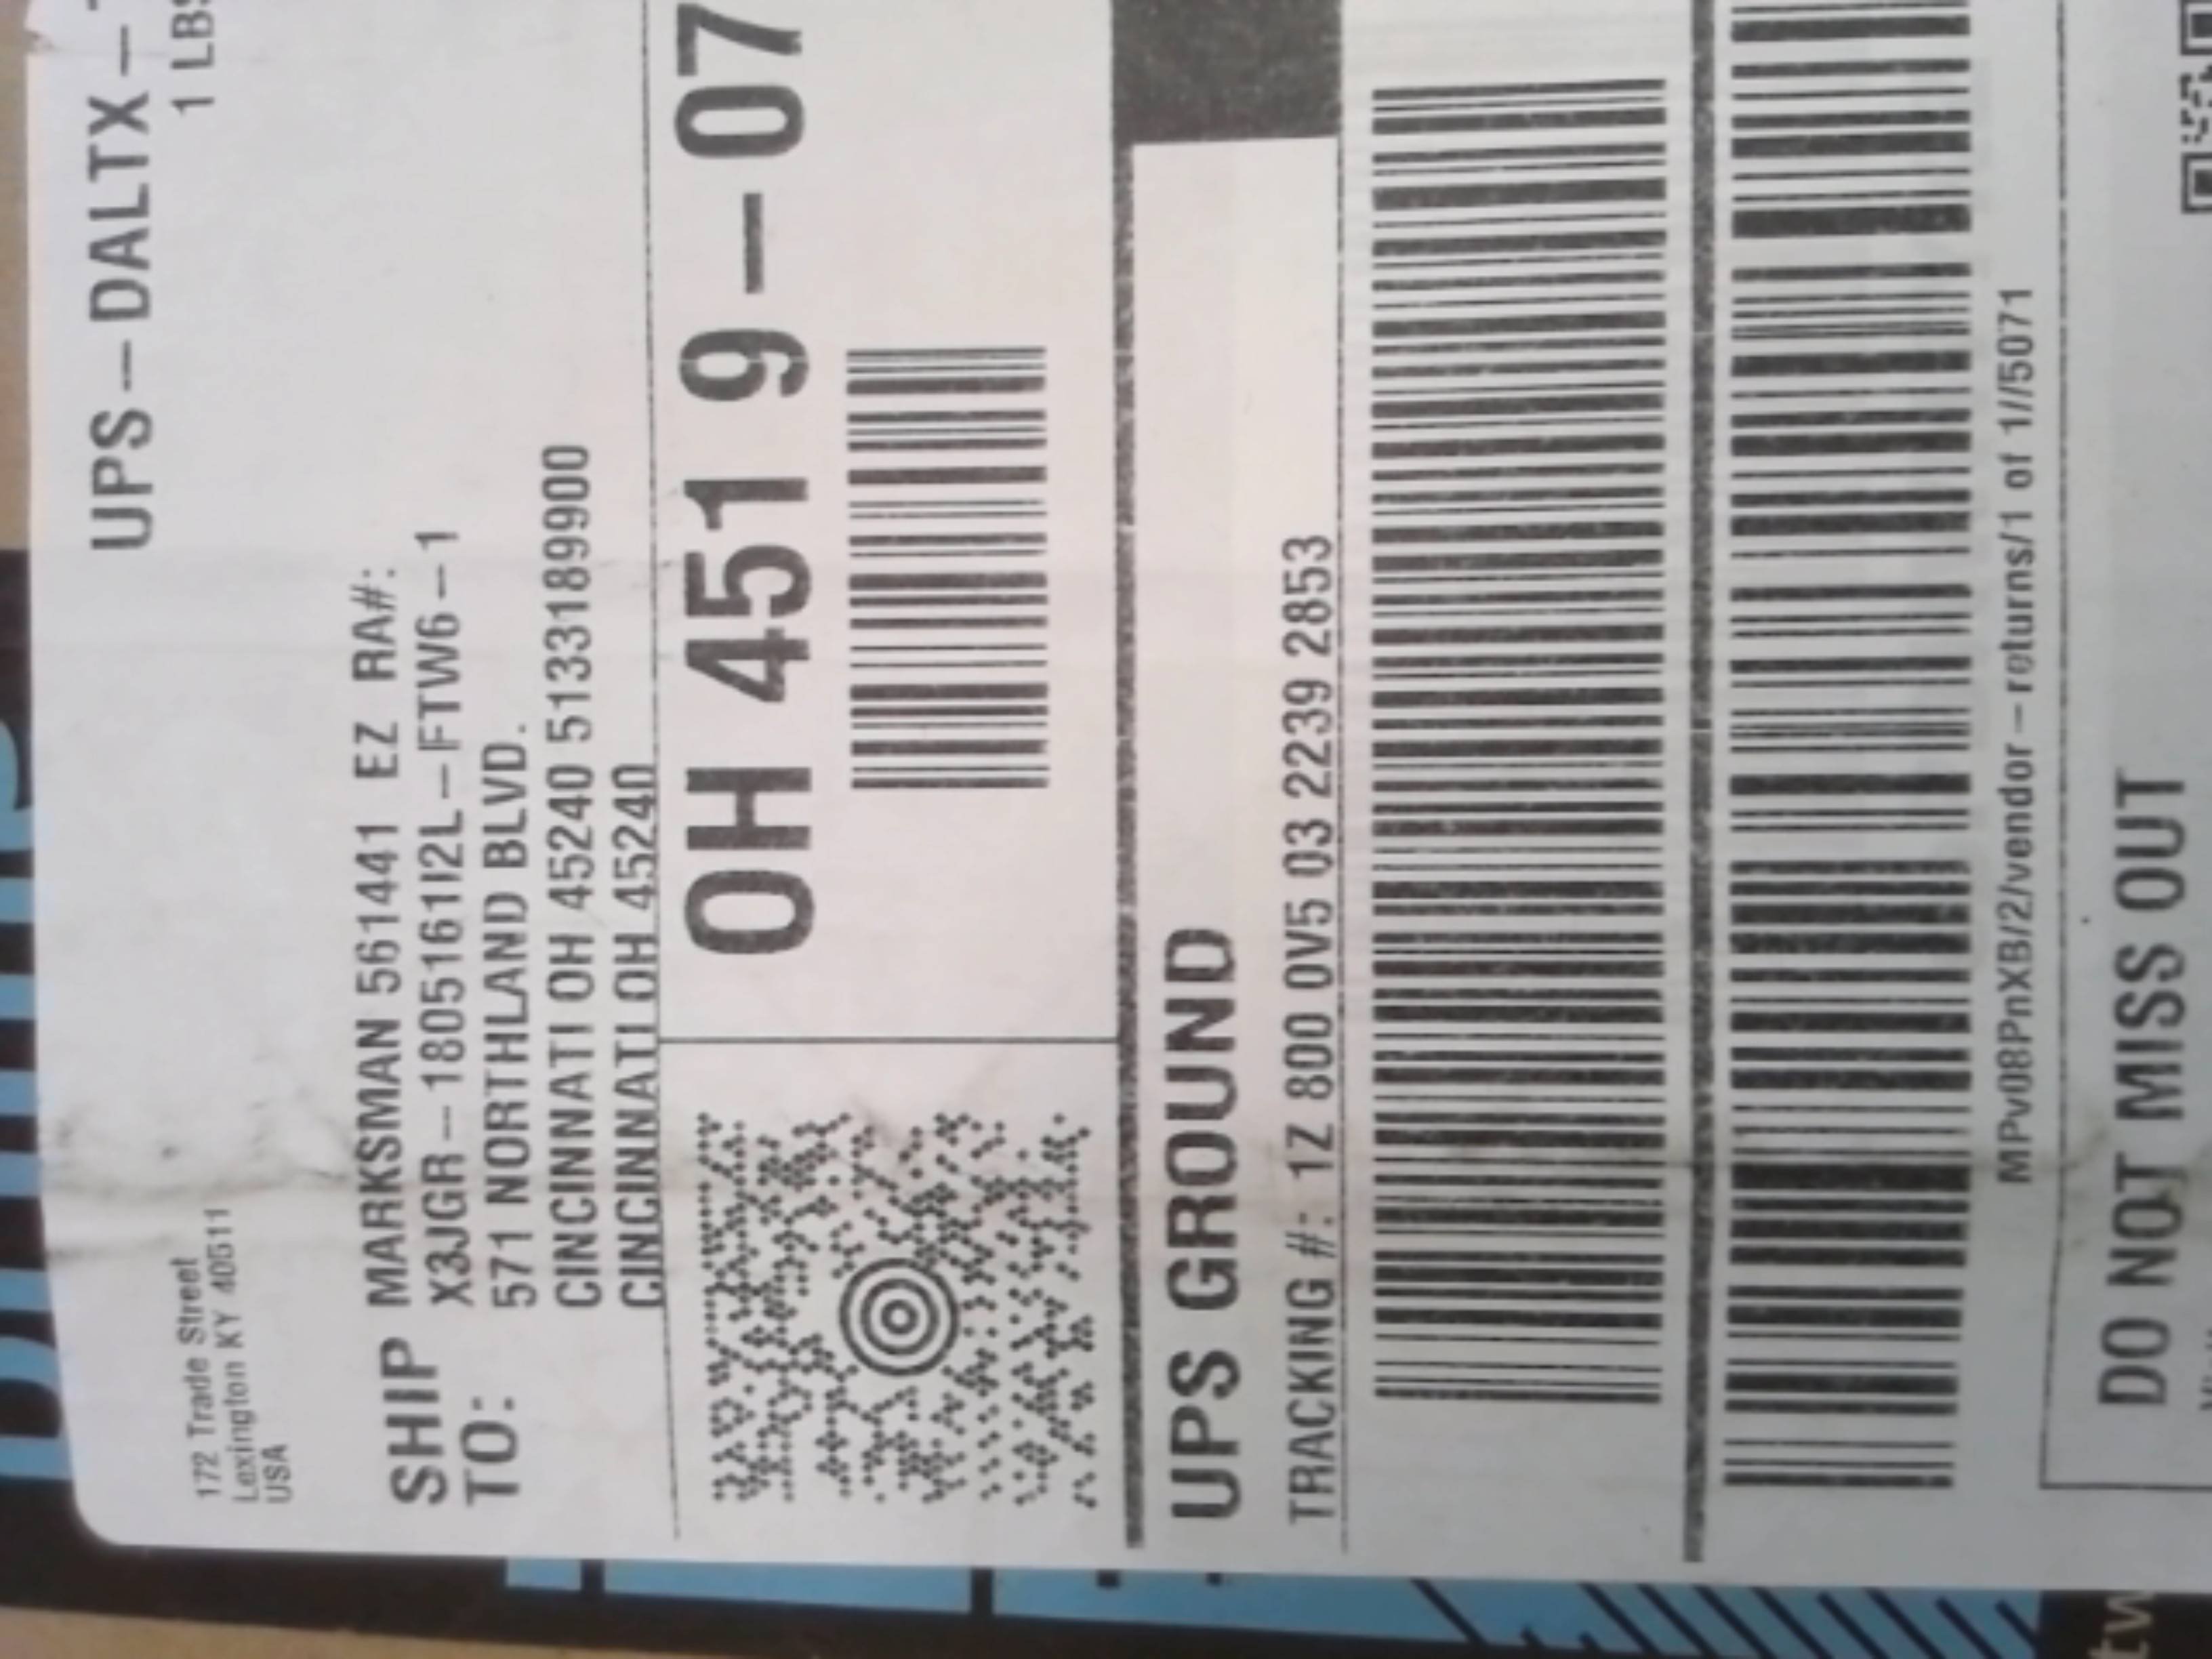 UPS-DALTX-
1 LBS
172 Trade Street
Lexington KY 40511
USA
SHIP TO:
MARKSMAN 561441 EZ RA#:
X3JGR-18051611I2L-FTW6-1
571 NORTHLAND BLVD.
CINCINNATI OH 45240 5133189900
CINCINNATI OH 45240
OH 451 9-07
UPS GROUND
TRACKING #: 1Z 800 0V5 03 2239 2853
MPv08PnXB/2/vendor-returns/1 of 1//5071
DO NOT MISS OUT
tw